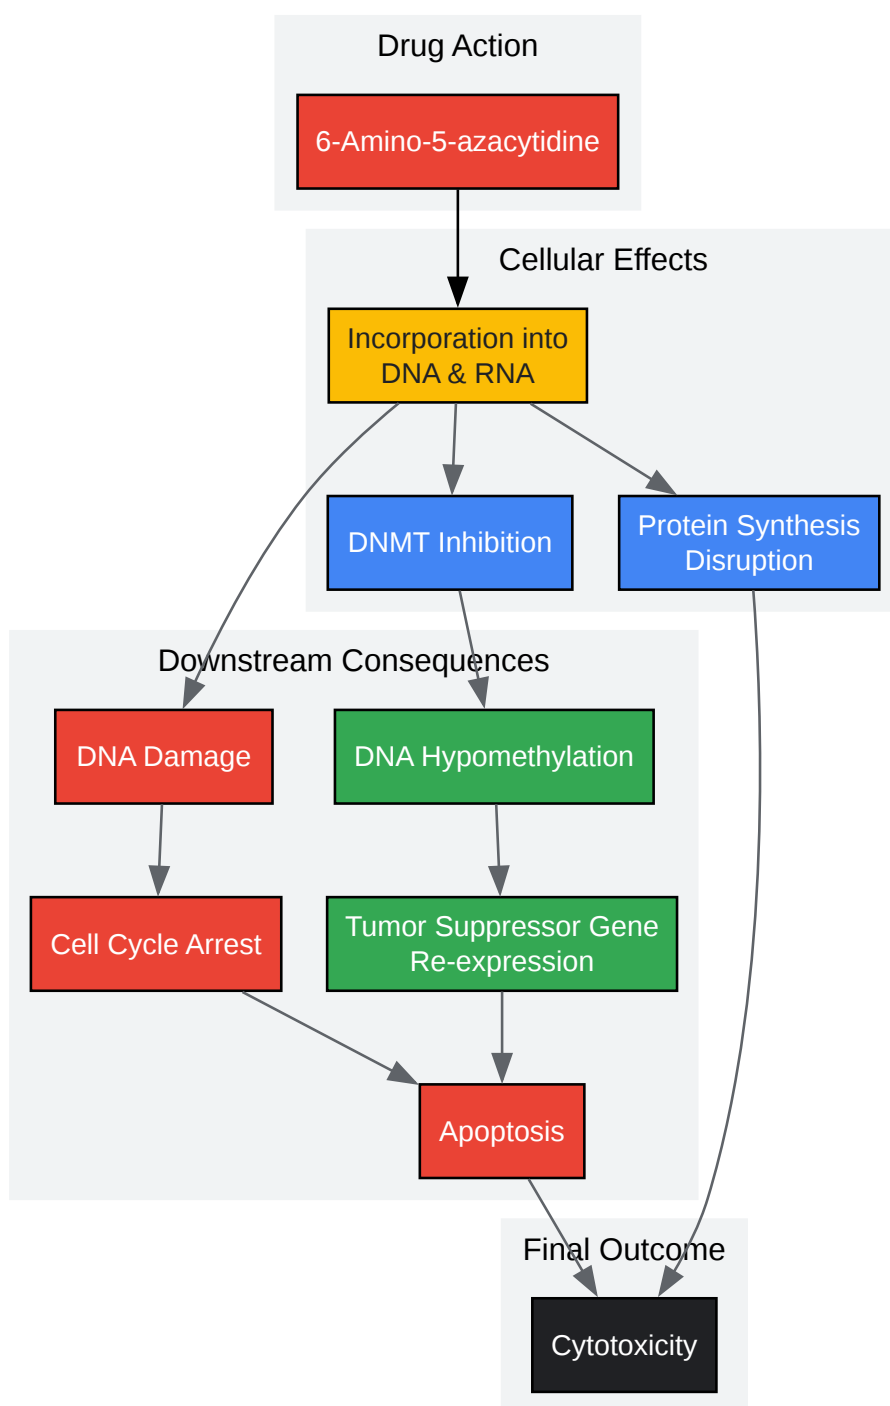 Drug Action
6-Amino-5-azacytidine
Cellular Effects
Incorporation into
DNA & RNA
DNMT Inhibition
Protein Synthesis
Disruption
Downstream Consequences
DNA Damage
DNA Hypomethylation
Cell Cycle Arrest
Tumor Suppressor Gene
Re-expression
Apoptosis
Final Outcome
Cytotoxicity